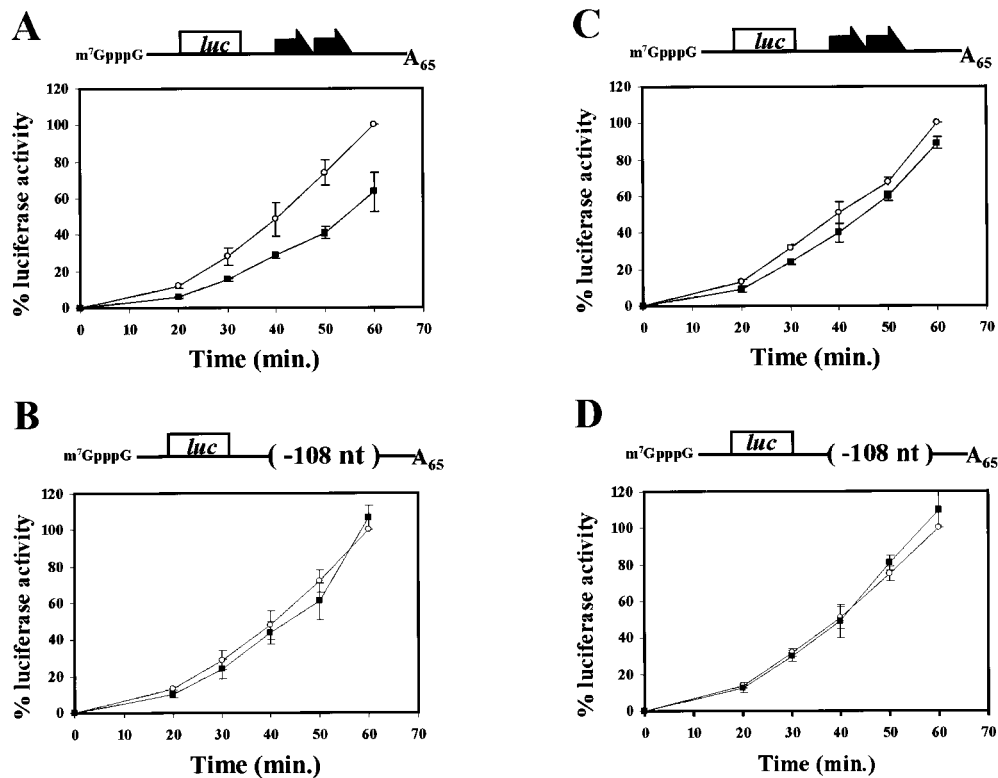 A
m⁷GpppG luc A₆₅
120
100
80
60
40
20
0
% luciferase activity
0 10 20 30 40 50 60 70
Time (min.)
C
m⁷GpppG luc A₆₅
120
100
80
60
40
20
0
% luciferase activity
0 10 20 30 40 50 60 70
Time (min.)
B
m⁷GpppG luc ( -108 nt ) A₆₅
120
100
80
60
40
20
0
% luciferase activity
0 10 20 30 40 50 60 70
Time (min.)
D
m⁷GpppG luc ( -108 nt ) A₆₅
120
100
80
60
40
20
0
% luciferase activity
0 10 20 30 40 50 60 70
Time (min.)